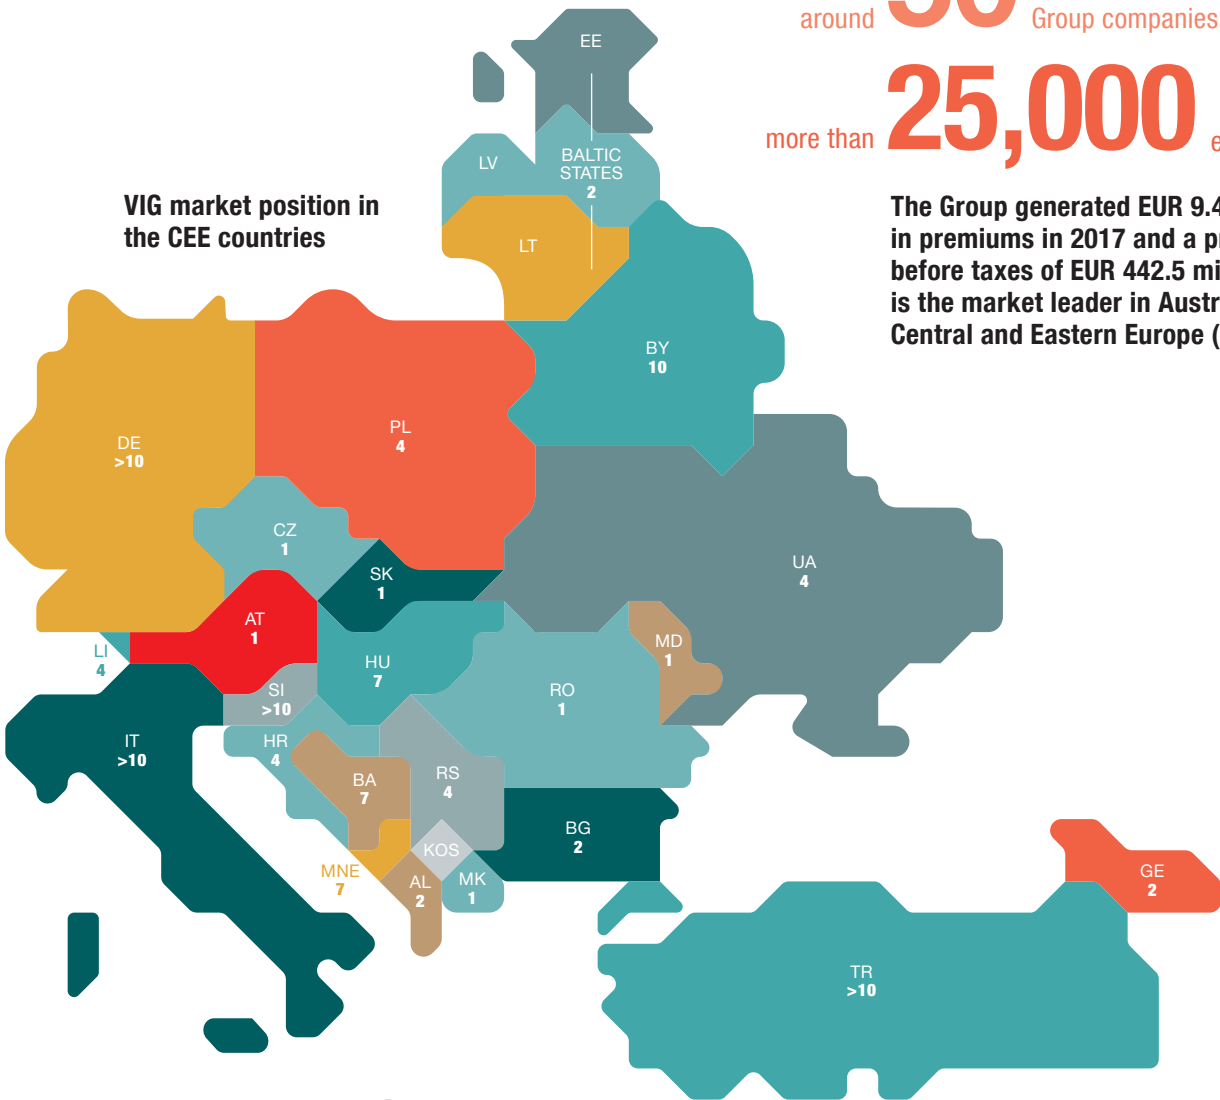 around
Group companies
more than 25,000
VIG market position in
the CEE countries
The Group generated EUR 9.4
in premiums in 2017 and a
before taxes of EUR 442.5
is the market leader in
Central and Eastern Europe (
EE
LV
BALTIC
STATES
2
LT
BY
10
DE
>10
PL
4
CZ
1
SK
1
UA
4
AT
1
LI
4
HU
7
MD
1
SI
>10
RO
1
IT
>10
HR
4
BA
7
RS
4
BG
2
KOS
MNE
7
AL
2
MK
1
GE
2
TR
>10